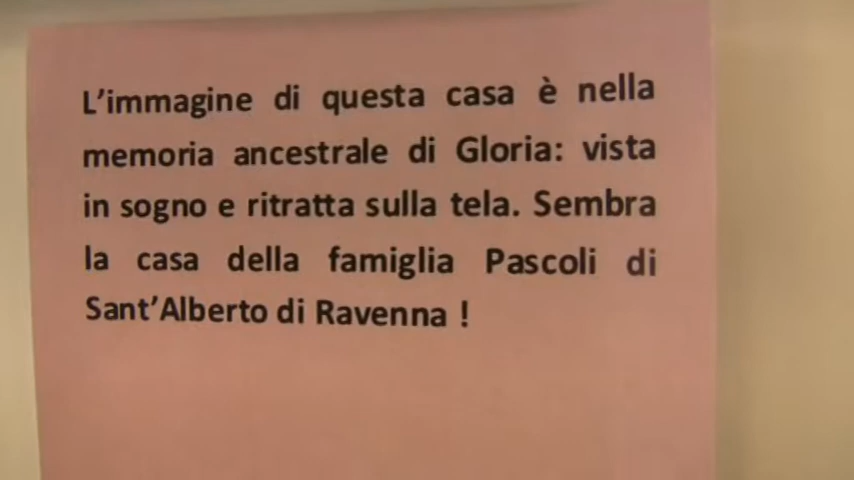 L'immagine di questa casa è nella
memoria ancestrale di Gloria: vista
in sogno e ritratta sulla tela. Sembra
la casa della famiglia Pascoli di
Sant'Alberto di Ravenna !